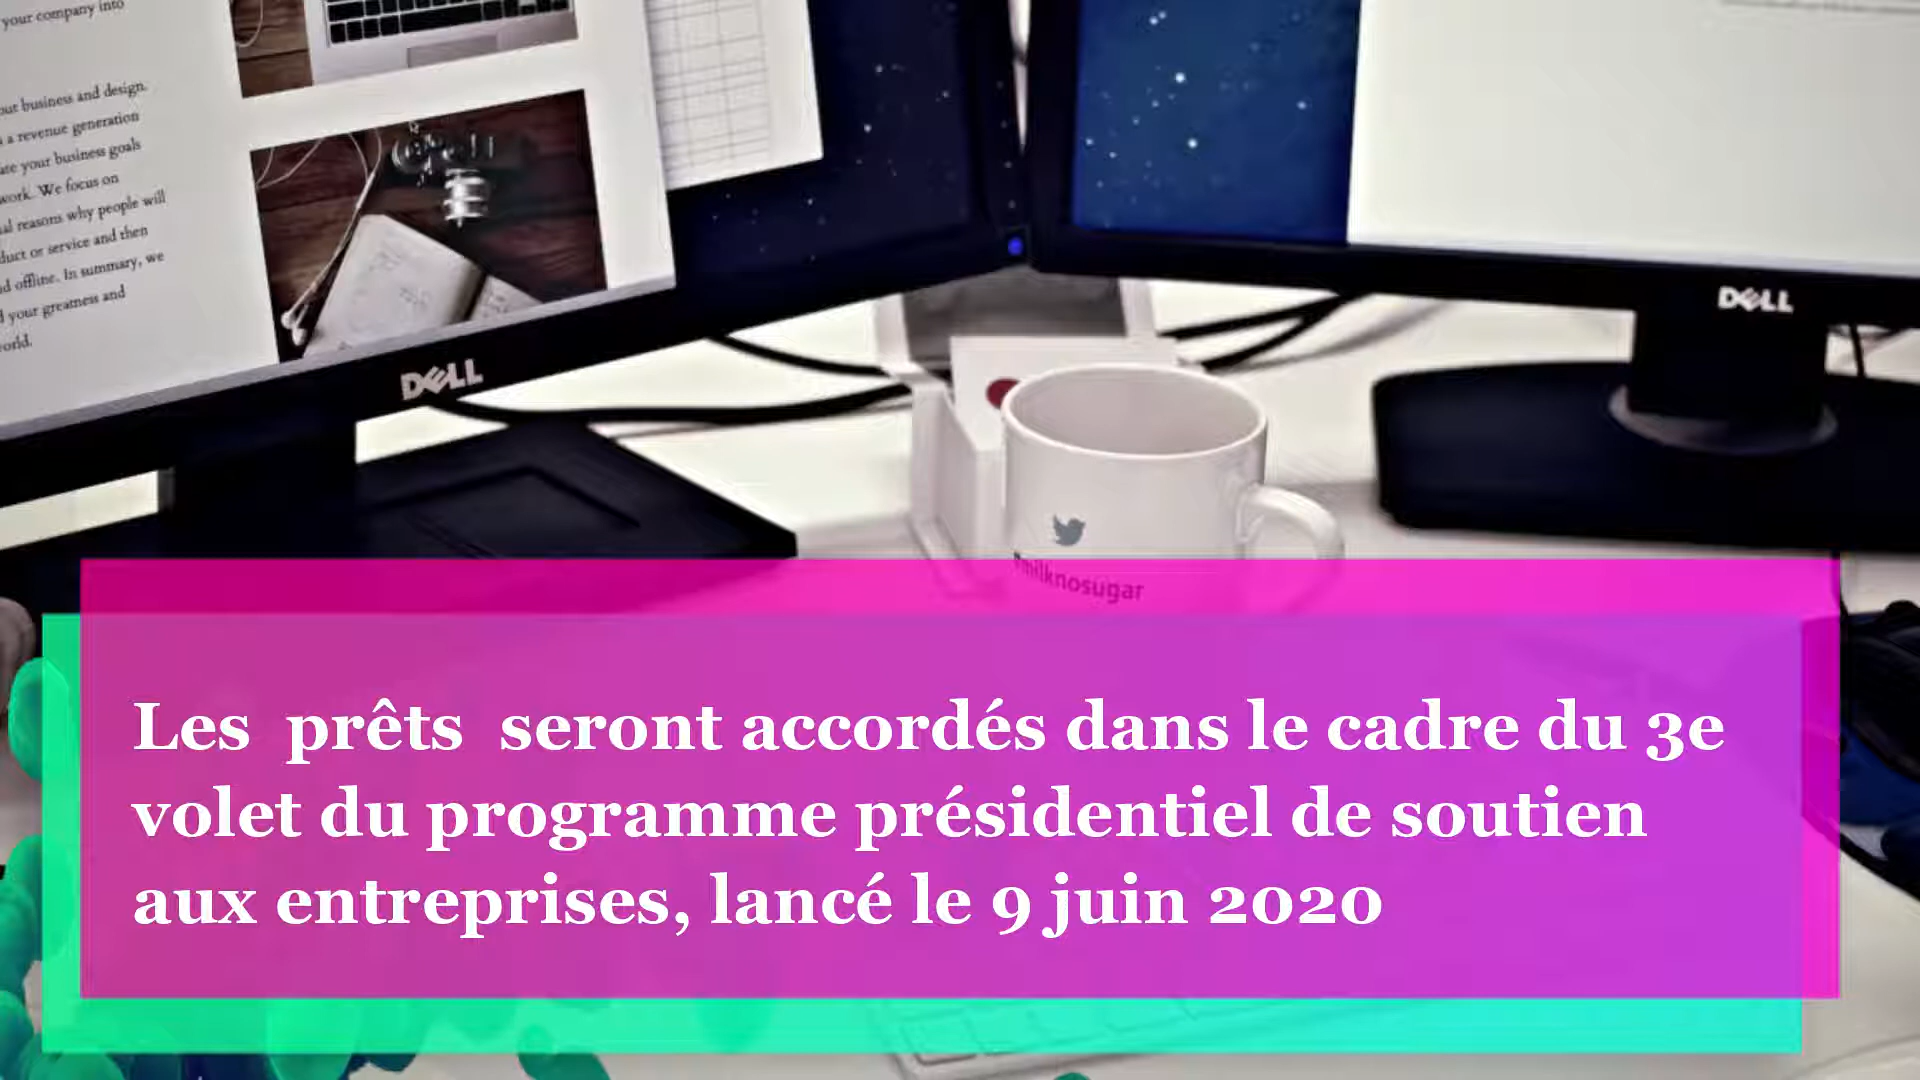 your company into
out business and design.
a revenue generation
ate your business goals
work. We focus on
al reasons why people will
duct or service and then
d offline. In summary, we
your greatness and
orld.
DELL
DELL
#milknosugar
Les prêts seront accordés dans le cadre du 3e
volet du programme présidentiel de soutien
aux entreprises, lancé le 9 juin 2020